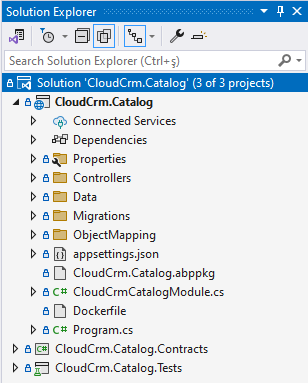 Solution Explorer
Search Solution Explorer (Ctrl+ş)
Solution 'CloudCrm.Catalog' (3 of 3 projects)
CloudCrm.Catalog
Connected Services
Dependencies
Properties
Controllers
Data
Migrations
ObjectMapping
appsettings.json
CloudCrm.Catalog.abppkg
C# CloudCrmCatalogModule.cs
Dockerfile
C# Program.cs
C# CloudCrm.Catalog.Contracts
CloudCrm.Catalog.Tests